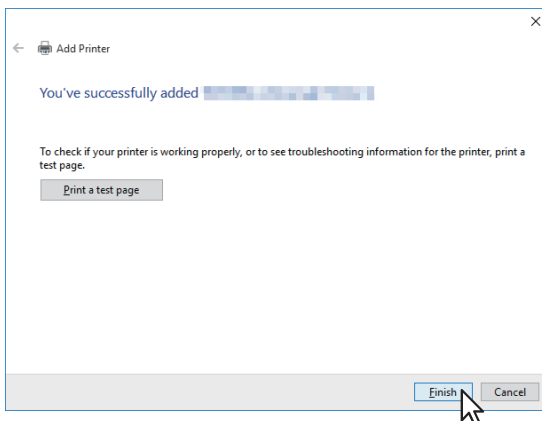 Add Printer
You've successfully added
To check if your printer is working properly, or to see troubleshooting information for the printer, print a
test page.
Print a test page
Finish Cancel